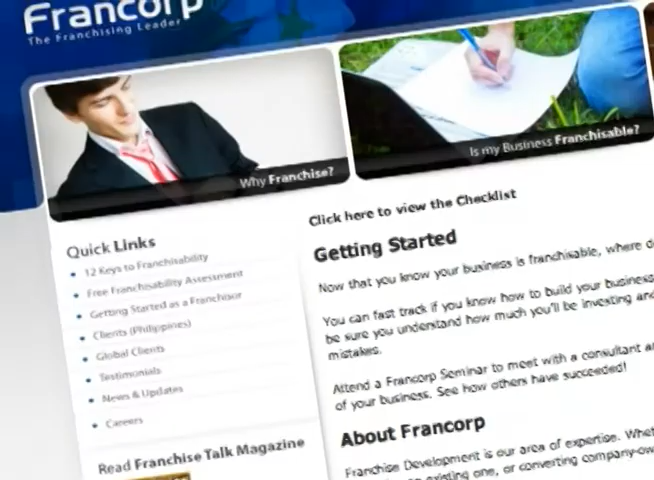 Francorp
The Franchising Leader
Why Franchise?
Is my Business Franchisable?
Click here to view the Checklist
Quick Links
12 Keys to Franchisability
Free Franchisability Assessment
Getting Started as a Franchisor
Clients (Philippines)
Global Clients
Testimonials
News & Updates
Careers
Read Franchise Talk Magazine
Getting Started
Now that you know your business is franchisable, where
You can fast track if you know how to build your business
be sure you understand how much you'll be investing and
mistakes.
Attend a Francorp Seminar to meet with a consultant
of your business. See how others have succeeded!
About Francorp
Franchise Development is our area of expertise.
existing one, or converting